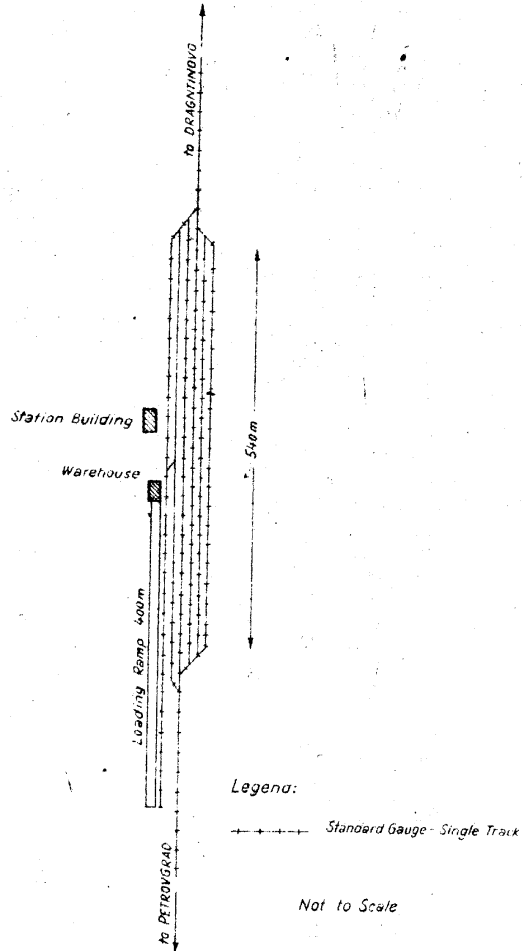 to DRAGNTINOVO
Station Building
Warehouse
540m
Loading Ramp 400m
to PETROVGRAD
Legend:
Standard Gauge - Single Track
Not to Scale